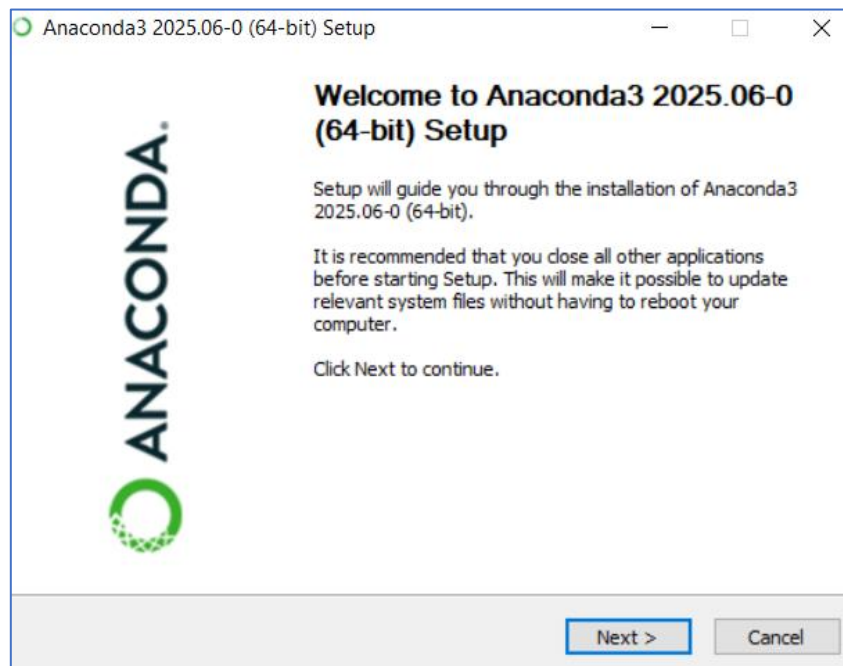 Anaconda3 2025.06-0 (64-bit) Setup
ANACONDA.
Welcome to Anaconda3 2025.06-0
(64-bit) Setup
Setup will guide you through the installation of Anaconda3
2025.06-0 (64-bit).
It is recommended that you close all other applications
before starting Setup. This will make it possible to update
relevant system files without having to reboot your
computer.
Click Next to continue.
Next >
Cancel